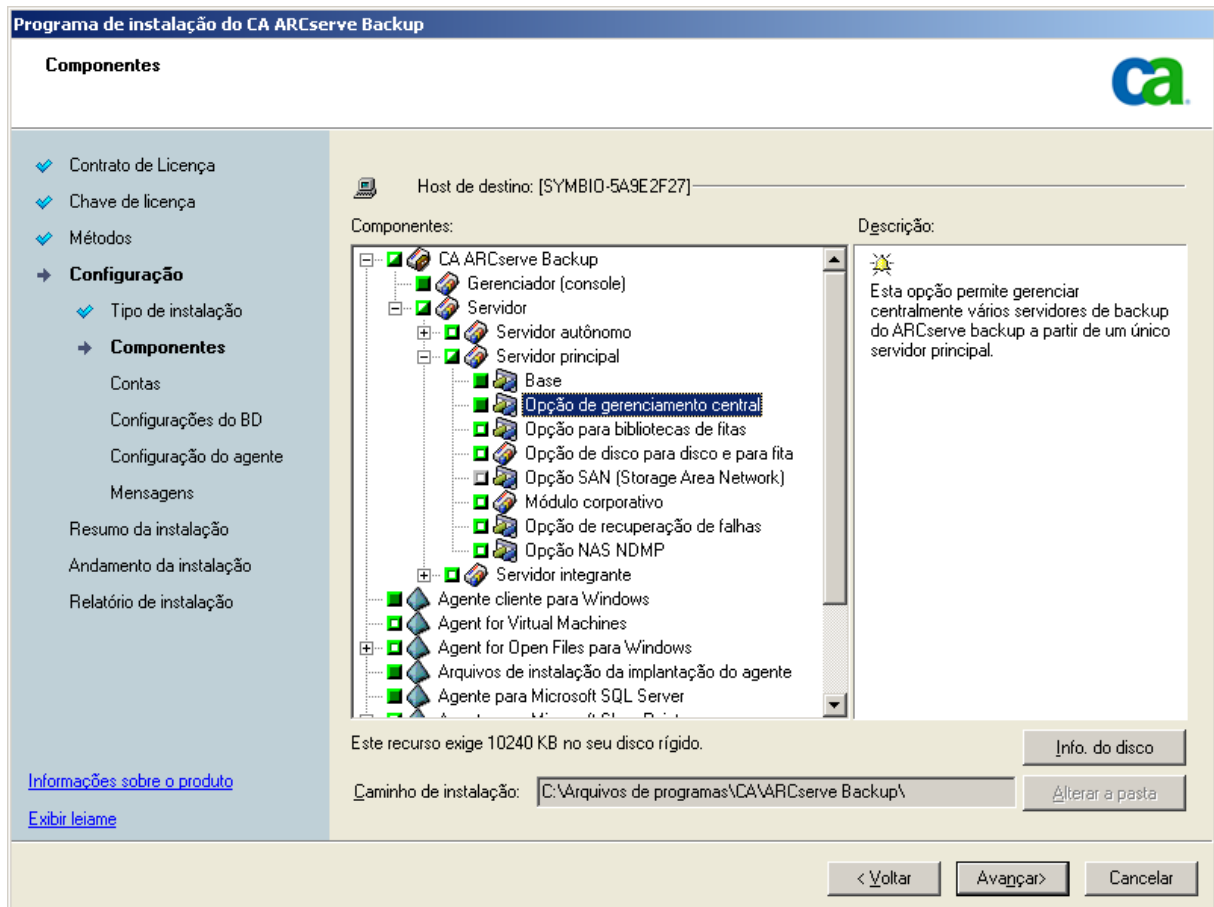 Programa de instalação do CA ARCserve Backup
Componentes
ca
Contrato de Licença
Chave de licença
Métodos
Configuração
Tipo de instalação
Componentes
Contas
Configurações do BD
Configuração do agente
Mensagens
Resumo da instalação
Andamento da instalação
Relatório de instalação
Informações sobre o produto
Exibir leiame
Host de destino: [SYMBIO-5A9E2F27]
Componentes:
CA ARCserve Backup
Gerenciador (console)
Servidor
Servidor autônomo
Servidor principal
Base
Opção de gerenciamento central
Opção para bibliotecas de fitas
Opção de disco para disco e para fita
Opção SAN (Storage Area Network)
Módulo corporativo
Opção de recuperação de falhas
Opção NAS NDMP
Servidor integrante
Agente cliente para Windows
Agent for Virtual Machines
Agent for Open Files para Windows
Arquivos de instalação da implantação do agente
Agente para Microsoft SQL Server
Descrição:
Esta opção permite gerenciar
centralmente vários servidores de backup
do ARCserve backup a partir de um único
servidor principal.
Este recurso exige 10240 KB no seu disco rígido.
Info. do disco
Caminho de instalação: C:\Arquivos de programas\CA\ARCserve Backup\
Alterar a pasta
< Voltar
Avançar>
Cancelar